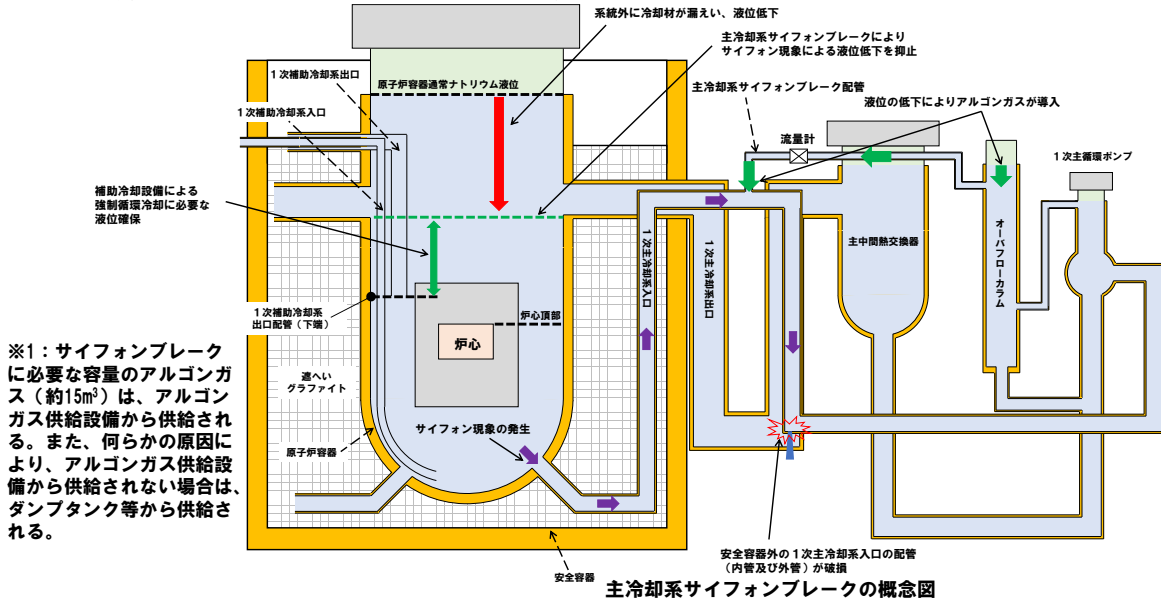 系統外に冷却材が漏えい、液位低下
主冷却系サイフォンブレークにより
サイフォン現象による液位低下を抑止
1次補助冷却系出口
原子炉容器通常ナトリウム液位
主冷却系サイフォンブレーク配管
液位の低下によりアルゴンガスが導入
1次補助冷却系入口
流量計
1次主循環ポンプ
補助冷却設備による
強制循環冷却に必要な
液位確保
1次主冷却系入口
1次主冷却系出口
主中間熱交換器
オーバフローカラム
1次補助冷却系
出口配管(下端)
炉心頂部
炉心
※1:サイフォンブレーク
に必要な容量のアルゴンガ
ス(約15m³)は、アルゴン
ガス供給設備から供給され
る。また、何らかの原因に
より、アルゴンガス供給設
備から供給されない場合は、
ダンプタンク等から供給さ
れる。
遮へい
グラファイト
サイフォン現象の発生
原子炉容器
安全容器
安全容器外の1次主冷却系入口の配管
(内管及び外管)が破損
主冷却系サイフォンブレークの概念図